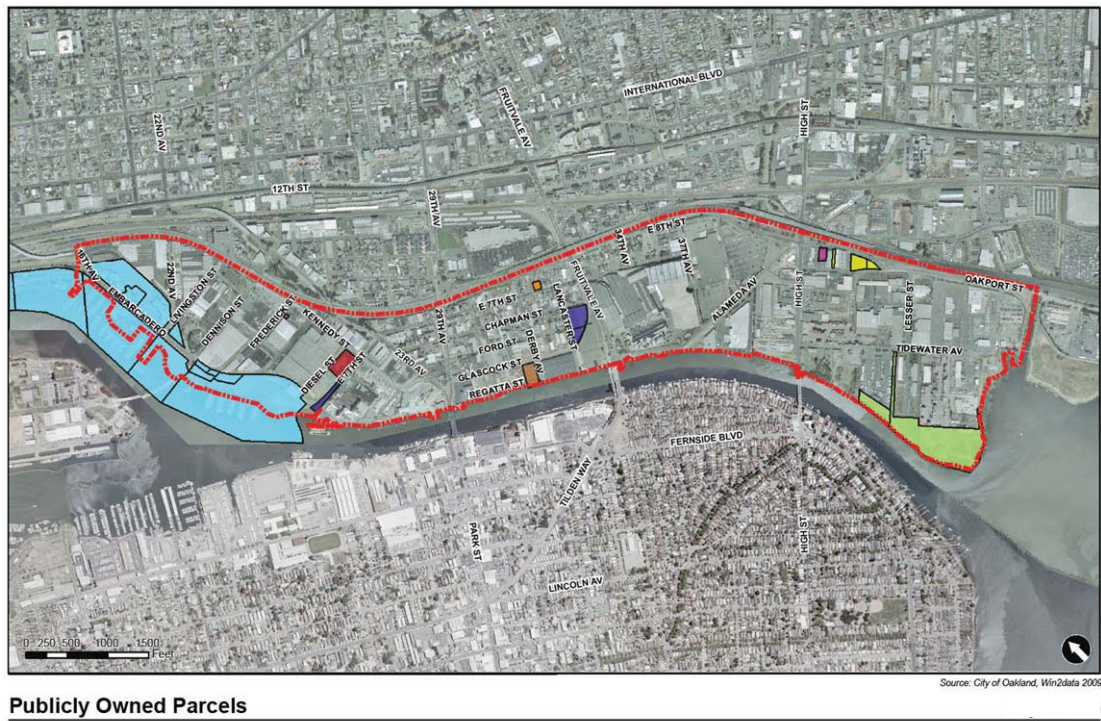 INTERNATIONAL BLVD
FRUITVALE AV
22ND AV
HIGH ST
12TH ST
29TH AV
E 8TH ST
34TH AV
37TH AV
16TH AV
EMBARCADERO
22ND AV
LIVINGSTON ST
DENNISON ST
FREDERICK ST
KENNEDY ST
23RD AV
DIESEL ST
E 7TH ST
29TH AV
E 7TH ST
CHAPMAN ST
FORD ST
GLASCOCK ST
REGATTA ST
DERBY AV
LANCASTER S
FRUITVALE AV
ALAMEDA AV
HIGH ST
LESSER ST
OAKPORT ST
TIDEWATER AV
FERNSIDE BLVD
TILDEN WAY
PARK ST
HIGH ST
LINCOLN AV
0 250 500 1000 1500
Feet
Source: City of Oakland, Win2data 2009
Publicly Owned Parcels